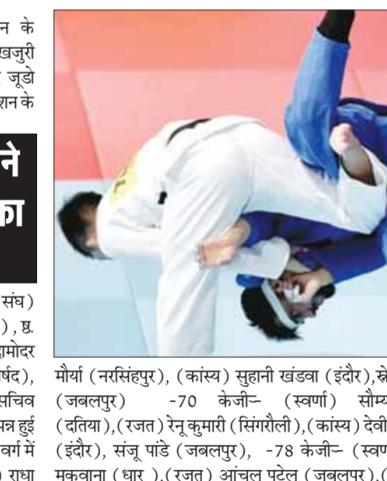 न के
खजुरी
जूडो
शन के
ने
का
संघ)
), ष्ठ.
दामोदर
र्षद),
सचिव
पन्न हुई
वर्ग में
) राधा
मौर्या (नरसिंहपुर), (कांस्य) सुहानी खंडवा (इंदौर),स्ने
(जबलपुर) -70 केजी- (स्वर्णा) सौम्य
(दतिया),(रजत) रेनू कुमारी (सिंगरौली),(कांस्य) देवी
(इंदौर), संजू पांडे (जबलपुर), -78 केजी- (स्वर्ण
मकवाना (धार ),(रजत) आंचल पटेल (जबलपुर),(